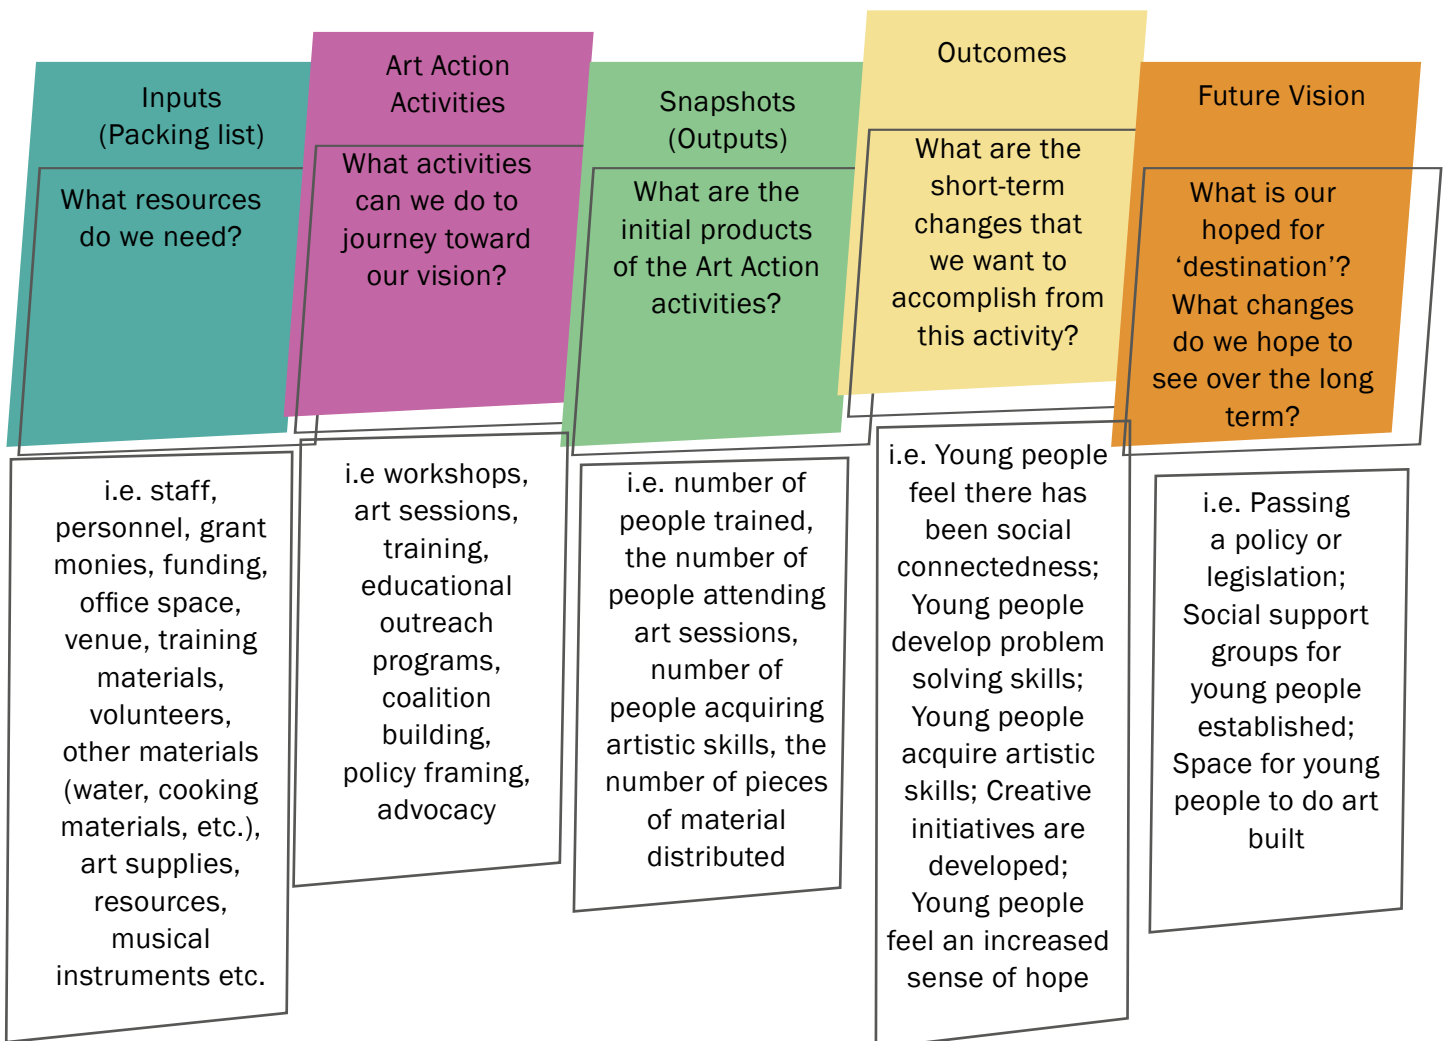 Inputs
(Packing list)
What resources
do we need?
i.e. staff,
personnel, grant
monies, funding,
office space,
venue, training
materials,
volunteers,
other materials
(water, cooking
materials, etc.),
art supplies,
resources,
musical
instruments etc.
Art Action
Activities
What activities
can we do to
journey toward
our vision?
i.e workshops,
art sessions,
training,
educational
outreach
programs,
coalition
building,
policy framing,
advocacy
Snapshots
(Outputs)
What are the
initial products
of the Art Action
activities?
i.e. number of
people trained,
the number of
people attending
art sessions,
number of
people acquiring
artistic skills, the
number of pieces
of material
distributed
Outcomes
What are the
short-term
changes that
we want to
accomplish from
this activity?
i.e. Young people
feel there has
been social
connectedness;
Young people
develop problem
solving skills;
Young people
acquire artistic
skills; Creative
initiatives are
developed;
Young people
feel an increased
sense of hope
Future Vision
What is our
hoped for
‘destination’?
What changes
do we hope to
see over the long
term?
i.e. Passing
a policy or
legislation;
Social support
groups for
young people
established;
Space for young
people to do art
built